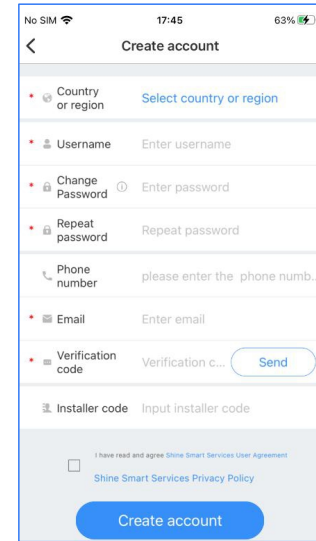 No SIM 17:45 63%
Create account
* Country
or region Select country or region
* Username Enter username
* Change
Password Enter password
* Repeat
password Repeat password
Phone
number please enter the phone numb..
* Email Enter email
* Verification
code Verification c... Send
Installer code Input installer code
I have read and agree Shine Smart Services User Agreement
Shine Smart Services Privacy Policy
Create account